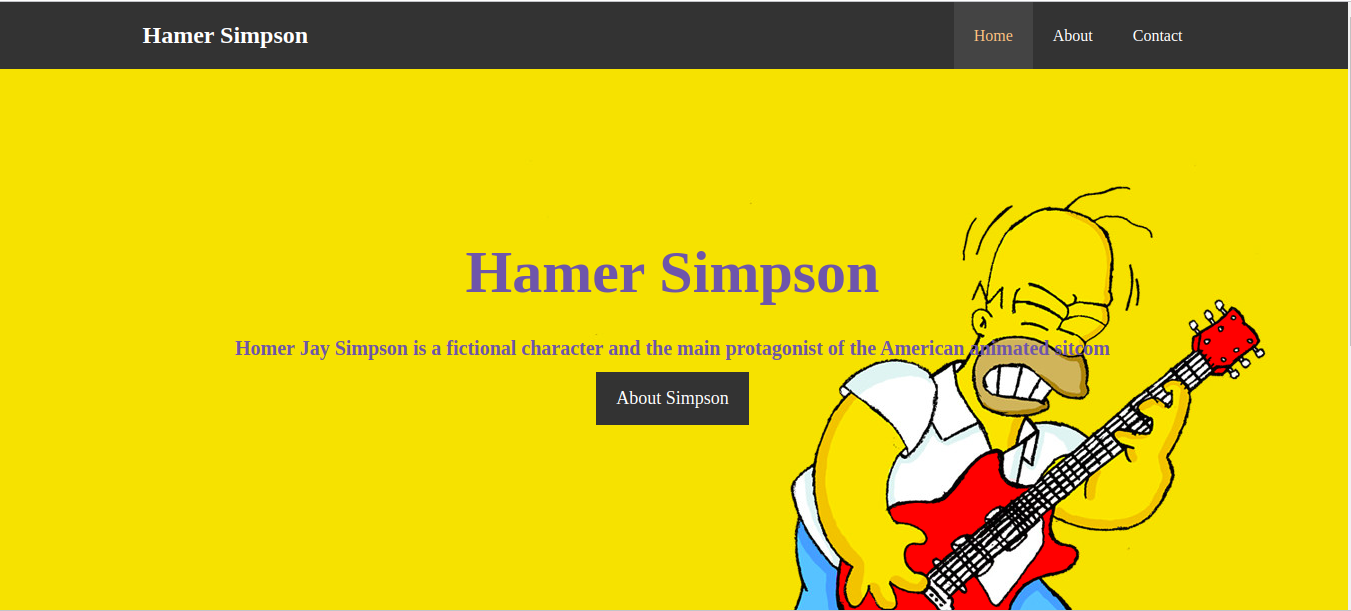 Hamer Simpson
Home
About
Contact
Hamer Simpson
Homer Jay Simpson is a fictional character and the main protagonist of the American animated sitcom
About Simpson